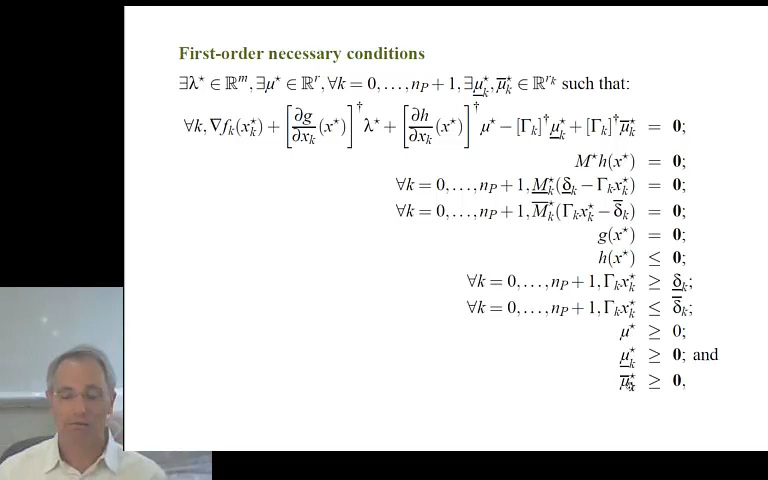 First-order necessary conditions
∃λ⋆ ∈ ℝᵐ, ∃μ⋆ ∈ ℝʳ, ∀k = 0, …, n_P + 1, ∃μ̲⋆_k, μ̅⋆_k ∈ ℝ^{r_k} such that:
∀k, ∇f_k(x⋆_k) + [∂g/∂x_k (x⋆)]† λ⋆ + [∂h/∂x_k (x⋆)]† μ⋆ − [Γ_k]† μ̲⋆_k + [Γ_k]† μ̅⋆_k = 0;
M⋆h(x⋆) = 0;
∀k = 0, …, n_P + 1, M̲⋆_k(δ̲_k − Γ_k x⋆_k) = 0;
∀k = 0, …, n_P + 1, M̅⋆_k(Γ_k x⋆_k − δ̅_k) = 0;
g(x⋆) = 0;
h(x⋆) ≤ 0;
∀k = 0, …, n_P + 1, Γ_k x⋆_k ≥ δ̲_k;
∀k = 0, …, n_P + 1, Γ_k x⋆_k ≤ δ̅_k;
μ⋆ ≥ 0;
μ̲⋆_k ≥ 0; and
μ̅⋆_k ≥ 0,